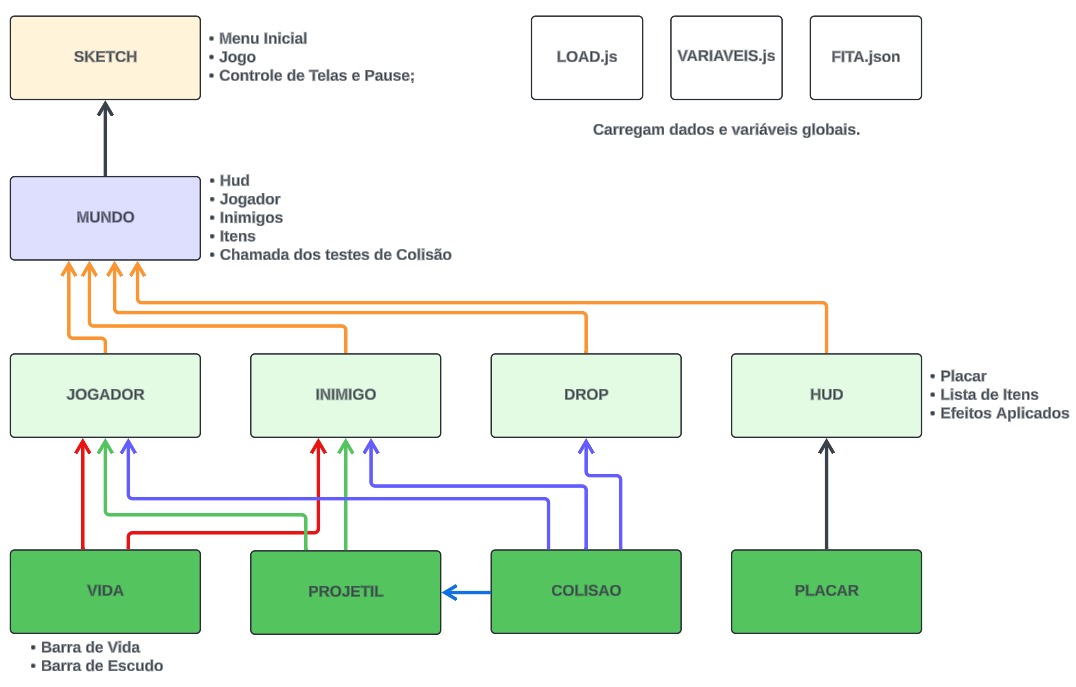 SKETCH
• Menu Inicial
• Jogo
• Controle de Telas e Pause;
LOAD.js
VARIAVEIS.js
FITA.json
Carregam dados e variáveis globais.
MUNDO
• Hud
• Jogador
• Inimigos
• Itens
• Chamada dos testes de Colisão
JOGADOR
INIMIGO
DROP
HUD
• Placar
• Lista de Itens
• Efeitos Aplicados
VIDA
PROJETIL
COLISAO
PLACAR
• Barra de Vida
• Barra de Escudo